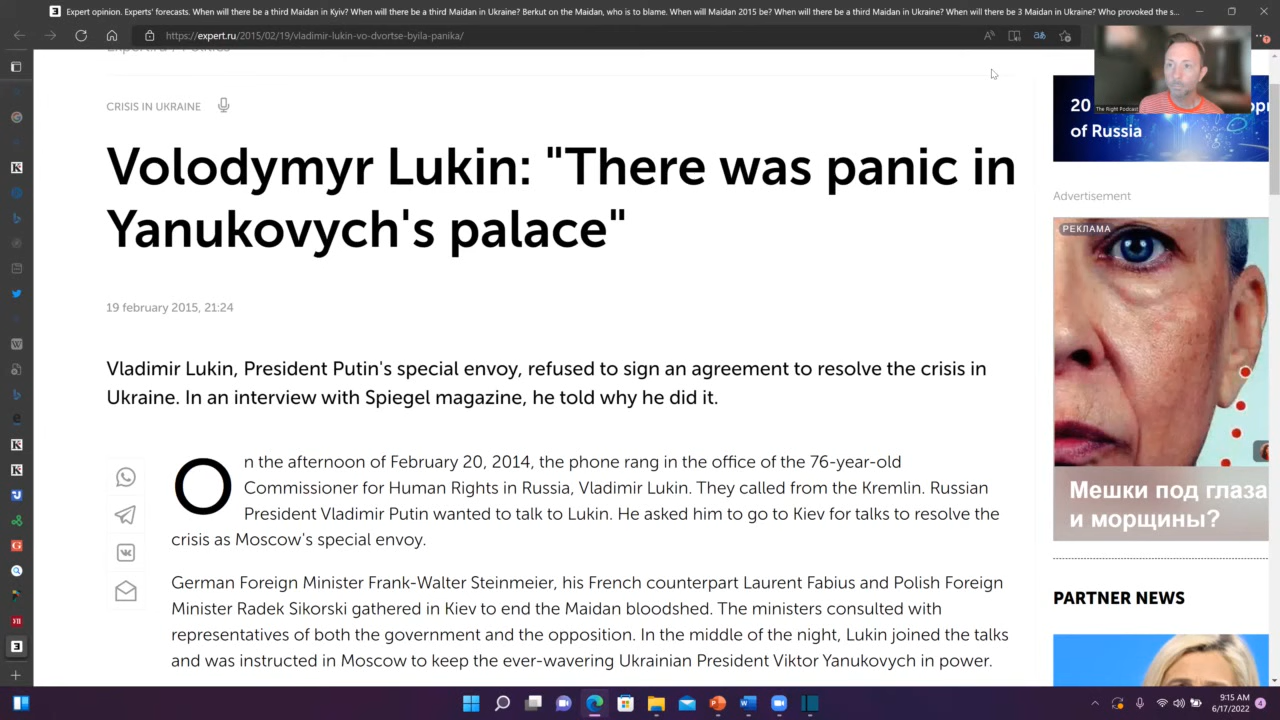 Expert opinion. Experts' forecasts. When will there be a third Maidan in Kyiv? When will there be a third Maidan in Ukraine? Berkut on the Maidan, who is to blame. When will Maidan 2015 be? When will there be a third Maidan in Ukraine? When will there be 3 Maidan in Ukraine? Who provoked the s...
https://expert.ru/2015/02/19/vladimir-lukin-vo-dvortse-byila-panika/
The Right Podcast
CRISIS IN UKRAINE
Volodymyr Lukin: "There was panic in
Yanukovych's palace"
19 february 2015, 21:24
Vladimir Lukin, President Putin's special envoy, refused to sign an agreement to resolve the crisis in
Ukraine. In an interview with Spiegel magazine, he told why he did it.
On the afternoon of February 20, 2014, the phone rang in the office of the 76-year-old
Commissioner for Human Rights in Russia, Vladimir Lukin. They called from the Kremlin. Russian
President Vladimir Putin wanted to talk to Lukin. He asked him to go to Kiev for talks to resolve the
crisis as Moscow's special envoy.
German Foreign Minister Frank-Walter Steinmeier, his French counterpart Laurent Fabius and Polish Foreign
Minister Radek Sikorski gathered in Kiev to end the Maidan bloodshed. The ministers consulted with
representatives of both the government and the opposition. In the middle of the night, Lukin joined the talks
and was instructed in Moscow to keep the ever-wavering Ukrainian President Viktor Yanukovych in power.
20
of Russia
Advertisement
РЕКЛАМА
Мешки под глаза
и морщины?
PARTNER NEWS
9:15 AM
6/17/2022